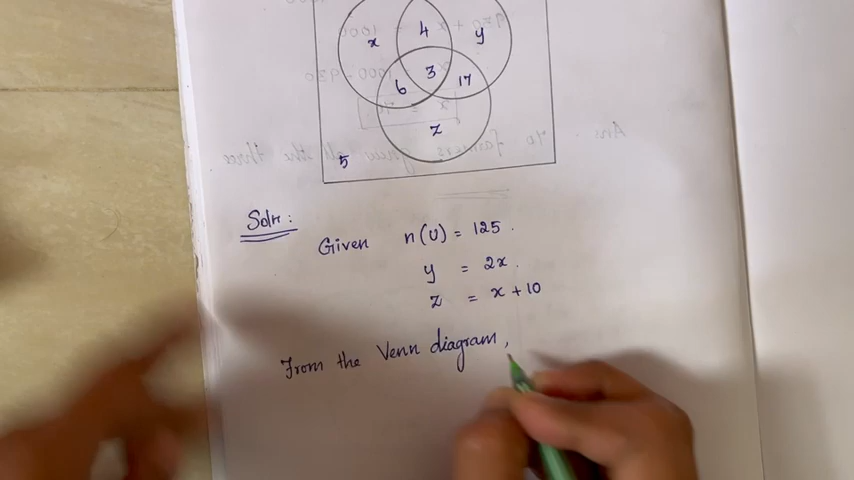 x 4 y
6 3 17
z
5
Soln:
Given n(U) = 125.
y = 2x.
z = x + 10
From the Venn diagram,